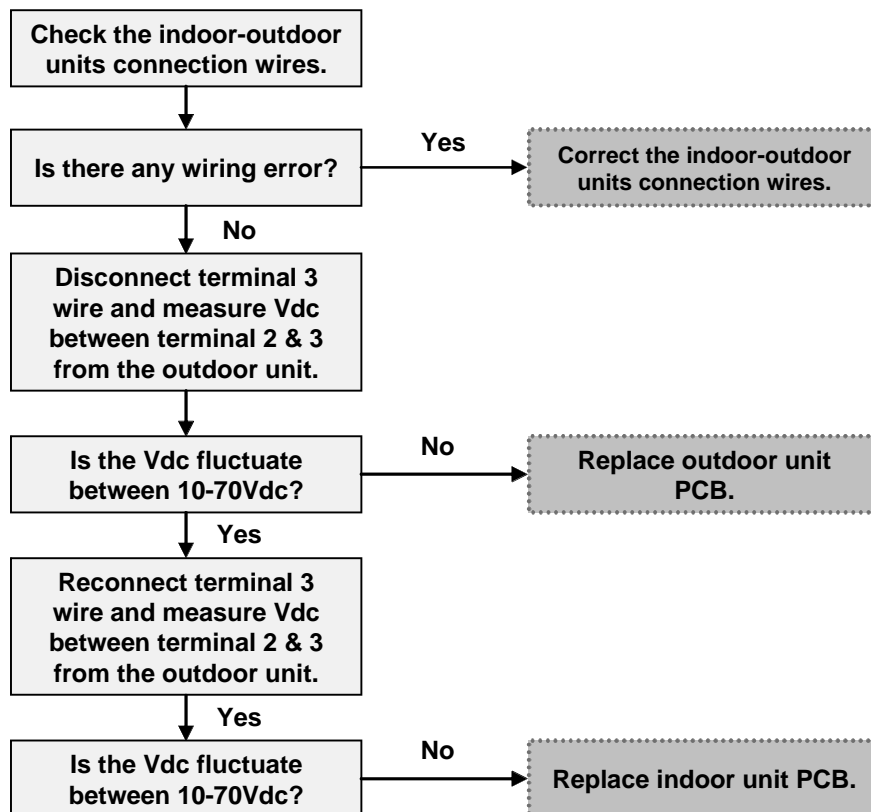 Check the indoor-outdoor
units connection wires.
Is there any wiring error?
Yes
Correct the indoor-outdoor
units connection wires.
No
Disconnect terminal 3
wire and measure Vdc
between terminal 2 & 3
from the outdoor unit.
Is the Vdc fluctuate
between 10-70Vdc?
No
Replace outdoor unit
PCB.
Yes
Reconnect terminal 3
wire and measure Vdc
between terminal 2 & 3
from the outdoor unit.
Yes
Is the Vdc fluctuate
between 10-70Vdc?
No
Replace indoor unit PCB.